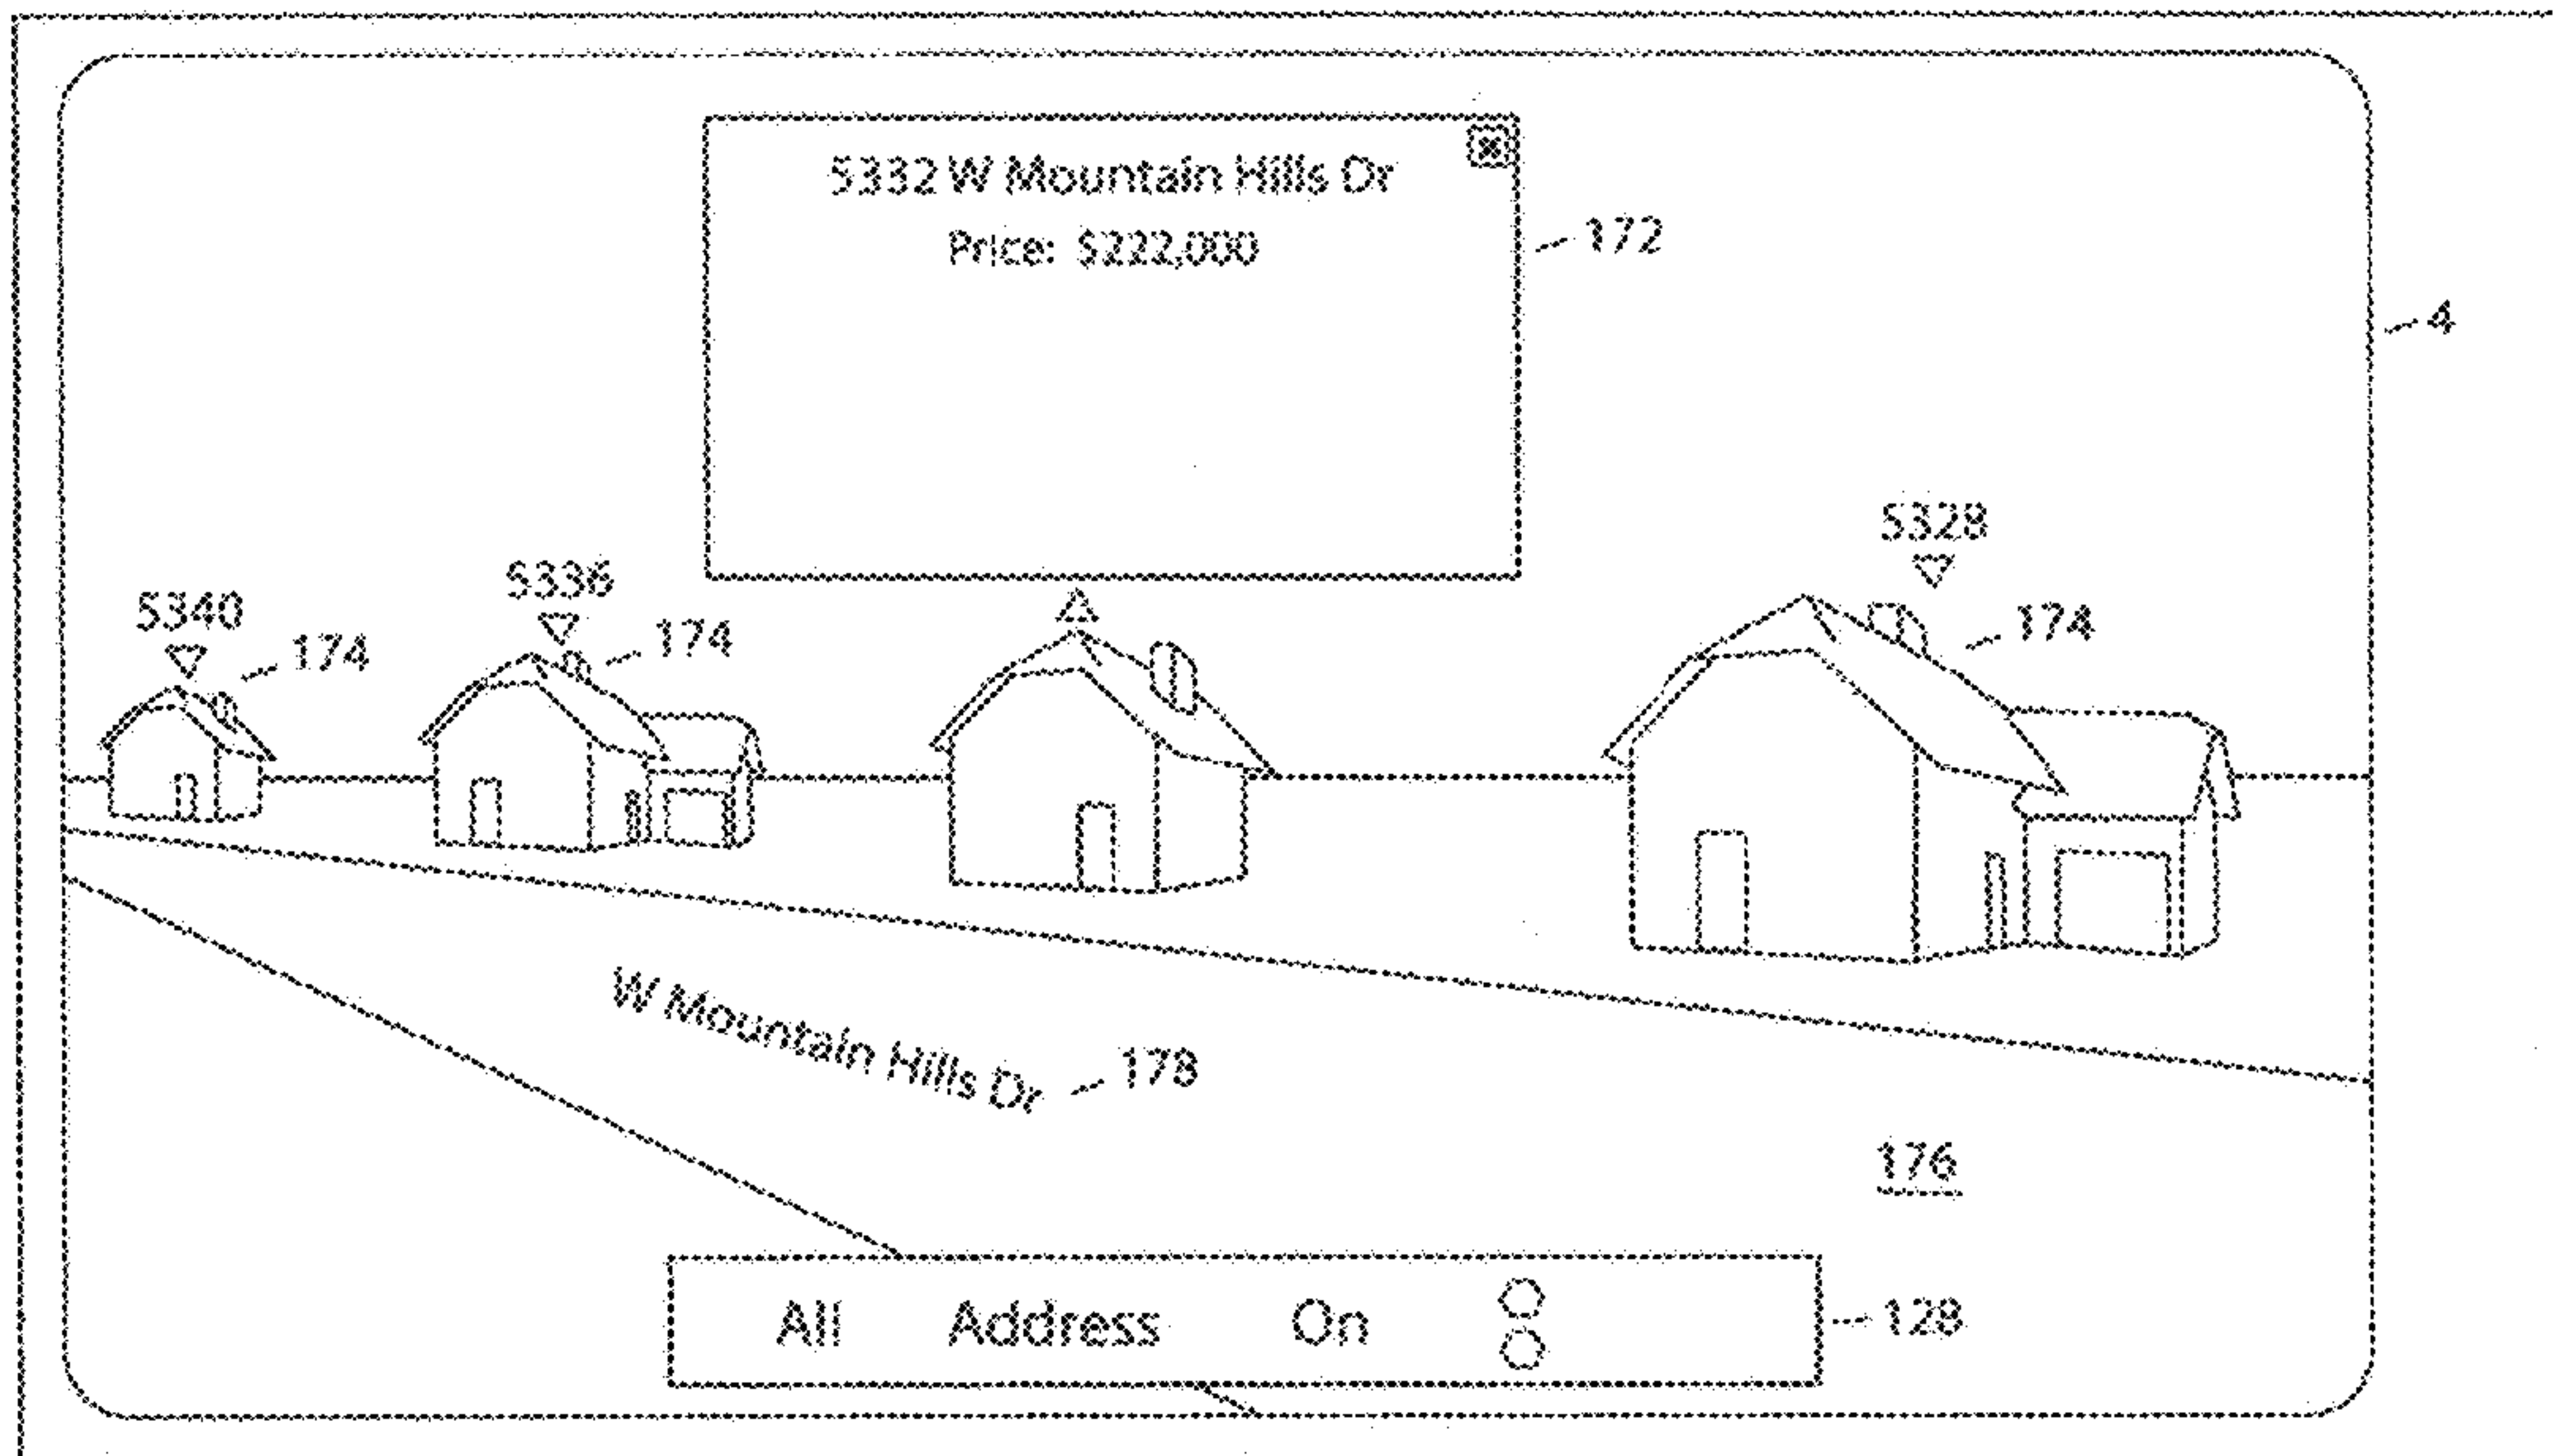 5332 W Mountain Hills Dr
Price: $222,000
172
4
5328
5336
5340
174
174
174
W Mountain Hills Dr
178
176
All Address On
128